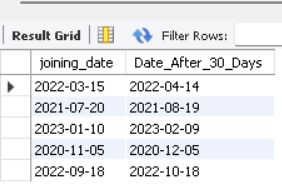 Result Grid Filter Rows:
joining_date Date_After_30_Days
2022-03-15 2022-04-14
2021-07-20 2021-08-19
2023-01-10 2023-02-09
2020-11-05 2020-12-05
2022-09-18 2022-10-18